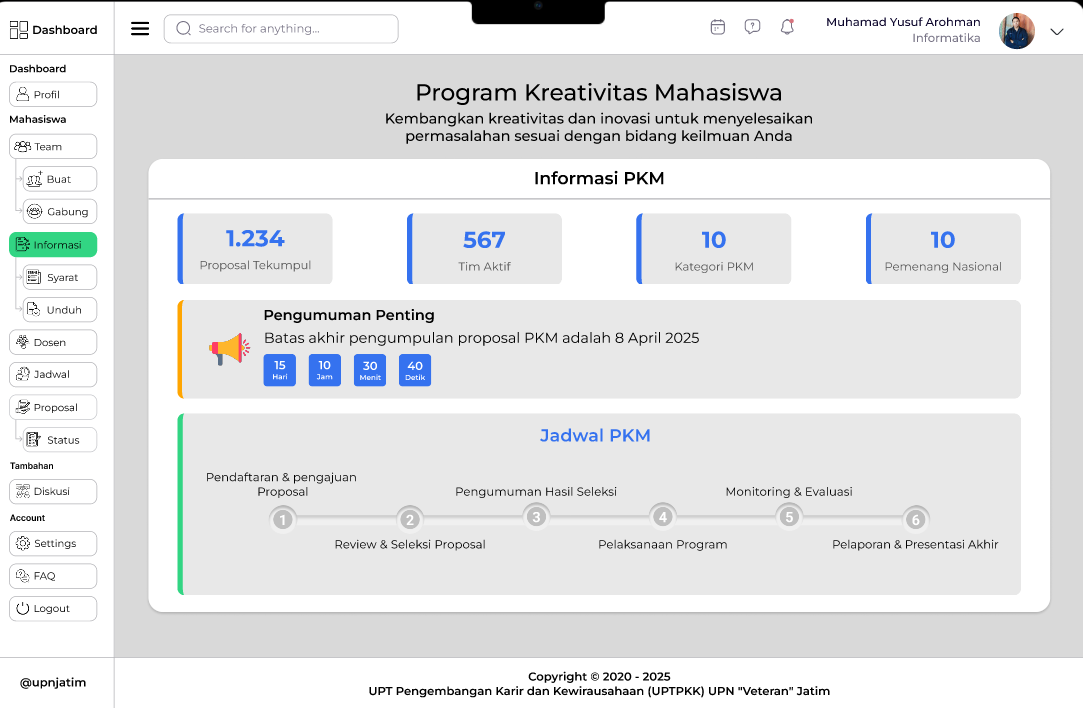 Dashboard
Search for anything...
Muhamad Yusuf Arohman
Informatika
Dashboard
Profil
Mahasiswa
Team
Buat
Gabung
Informasi
Syarat
Unduh
Dosen
Jadwal
Proposal
Status
Tambahan
Diskusi
Account
Settings
FAQ
Logout
@upnjatim
Program Kreativitas Mahasiswa
Kembangkan kreativitas dan inovasi untuk menyelesaikan
permasalahan sesuai dengan bidang keilmuan Anda
Informasi PKM
1.234
Proposal Tekumpul
567
Tim Aktif
10
Kategori PKM
10
Pemenang Nasional
Pengumuman Penting
Batas akhir pengumpulan proposal PKM adalah 8 April 2025
15
Hari
10
Jam
30
Menit
40
Detik
Jadwal PKM
Pendaftaran & pengajuan
Proposal
1
2
Review & Seleksi Proposal
Pengumuman Hasil Seleksi
3
4
Pelaksanaan Program
Monitoring & Evaluasi
5
6
Pelaporan & Presentasi Akhir
Copyright © 2020 - 2025
UPT Pengembangan Karir dan Kewirausahaan (UPTPKK) UPN "Veteran" Jatim